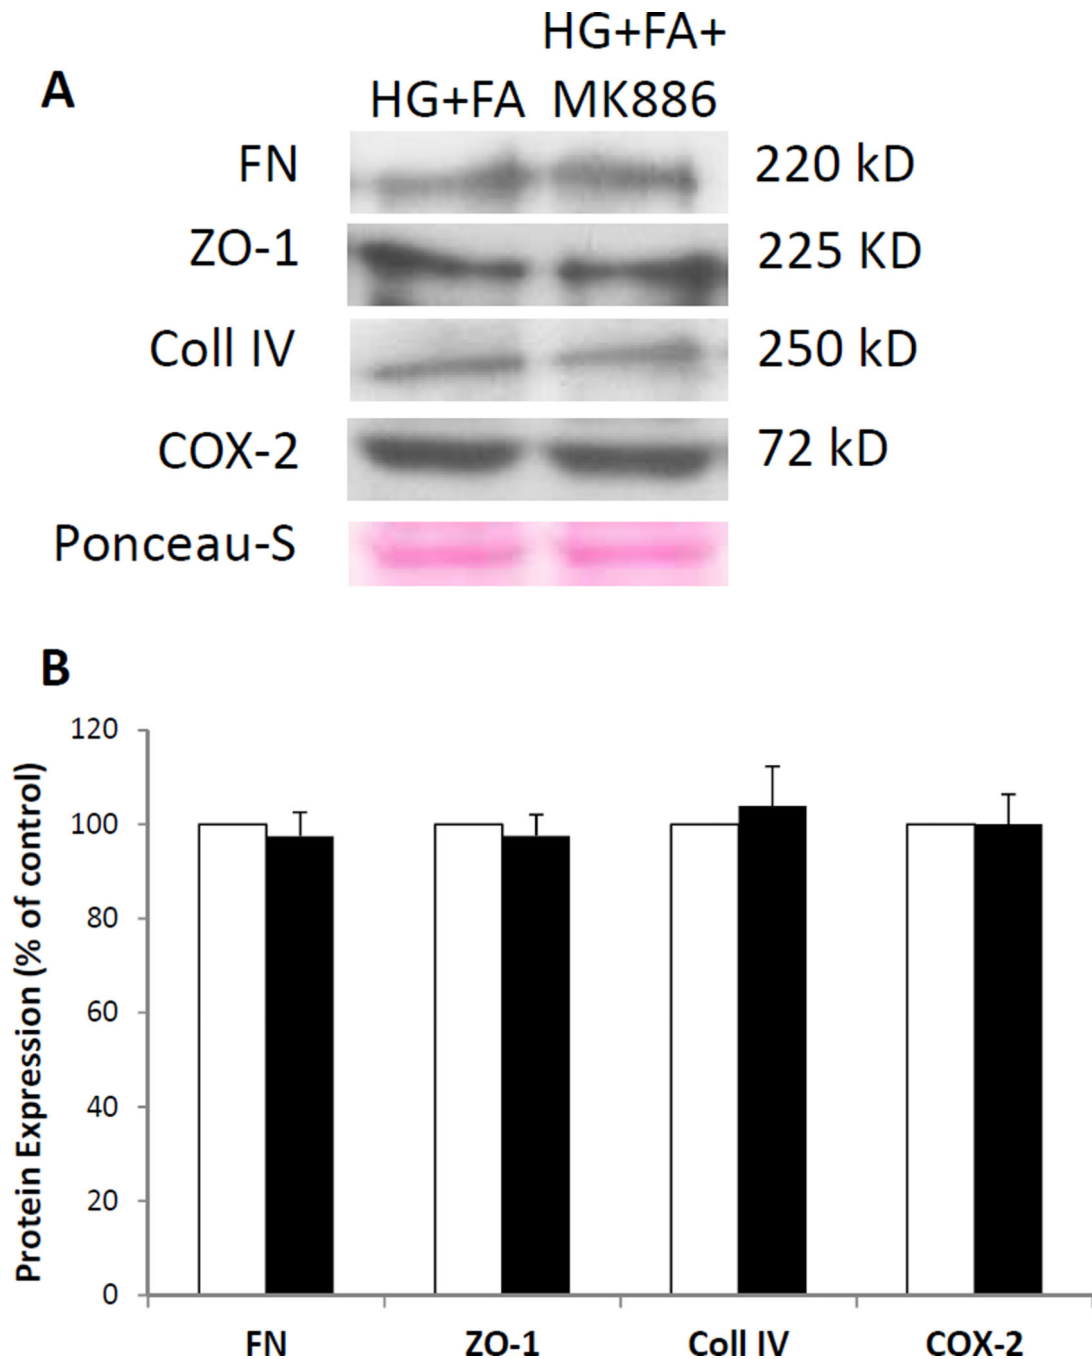 A
HG+FA
HG+FA+
MK886
FN 220 kD
ZO-1 225 KD
Coll IV 250 kD
COX-2 72 kD
Ponceau-S
B
Protein Expression (% of control)
120
100
80
60
40
20
0
FN ZO-1 Coll IV COX-2